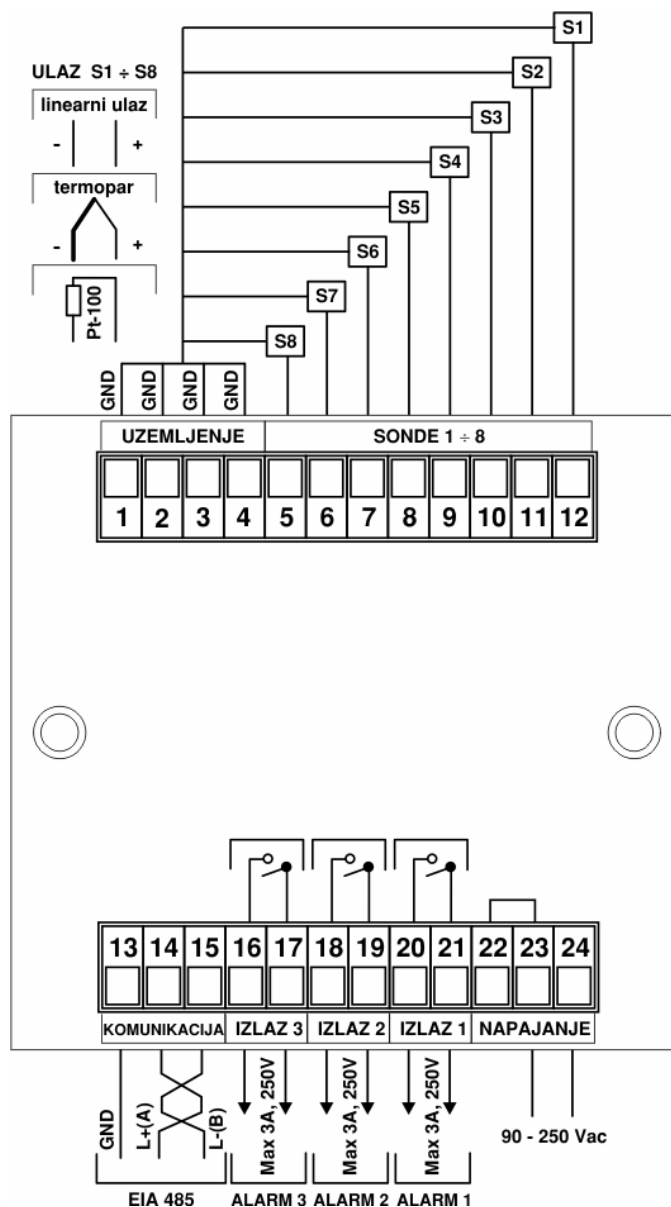 S1
ULAZ S1 ÷ S8
S2
linearni ulaz
S3
- +
S4
termopar
S5
- +
S6
Pt-100
S7
S8
GND GND GND GND
UZEMLJENJE SONDE 1 ÷ 8
1 2 3 4 5 6 7 8 9 10 11 12
13 14 15 16 17 18 19 20 21 22 23 24
KOMUNIKACIJA IZLAZ 3 IZLAZ 2 IZLAZ 1 NAPAJANJE
GND L+(A) L-(B) Max 3A, 250V Max 3A, 250V Max 3A, 250V 90 - 250 Vac
EIA 485 ALARM 3 ALARM 2 ALARM 1